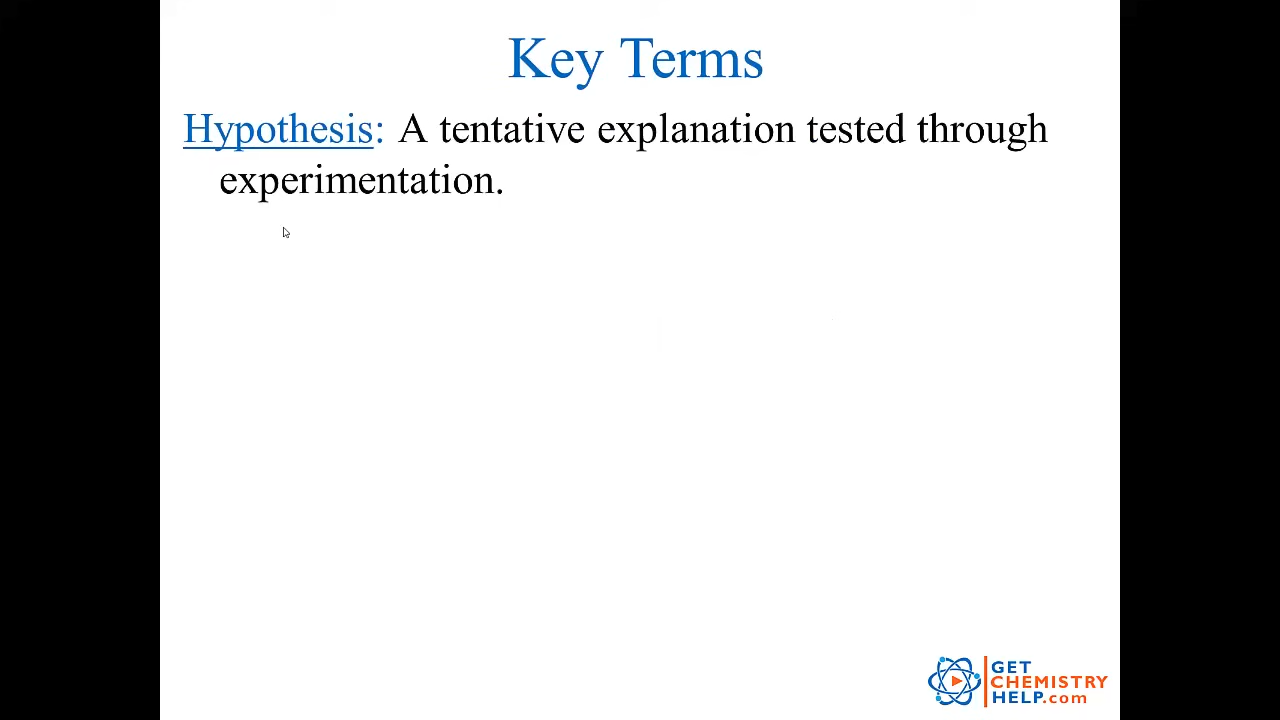 Key Terms
Hypothesis: A tentative explanation tested through
experimentation.
GET
CHEMISTRY
HELP.com